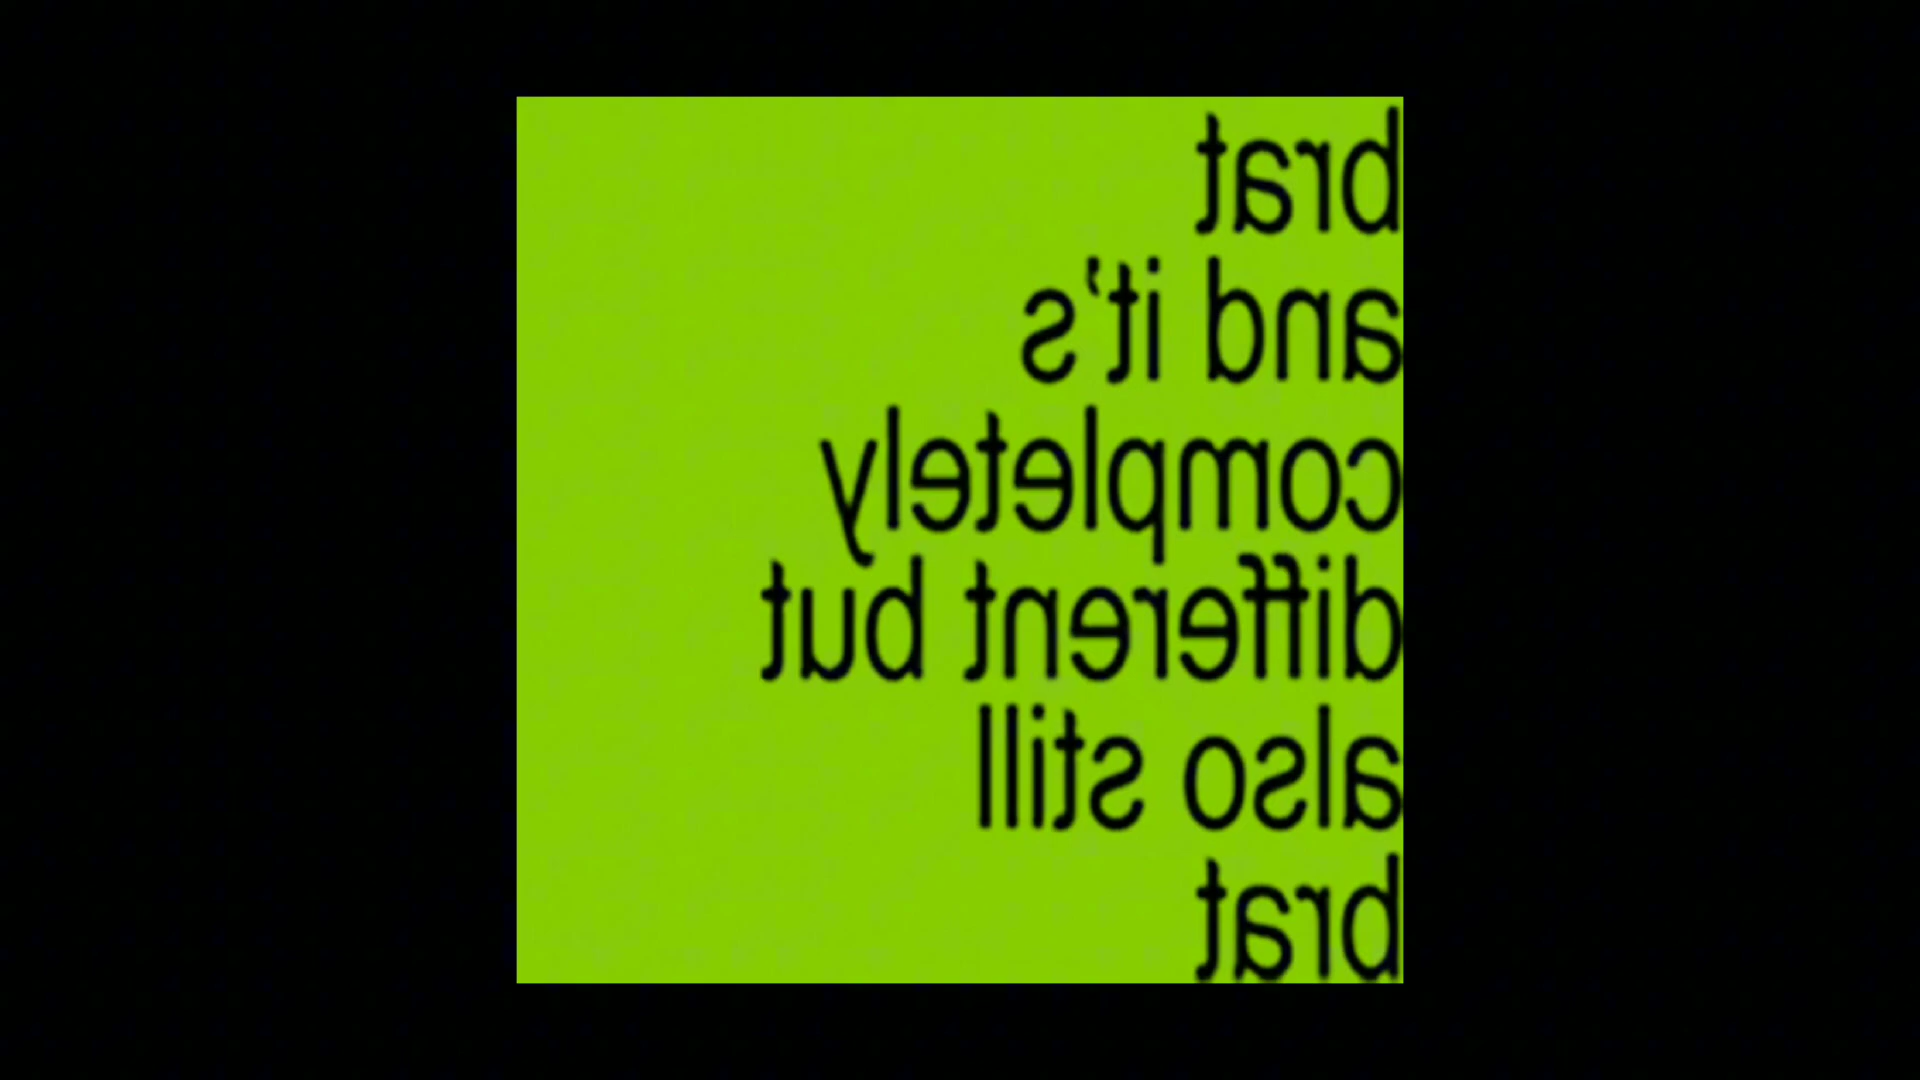 brat
and it's
completely
different but
also still
brat